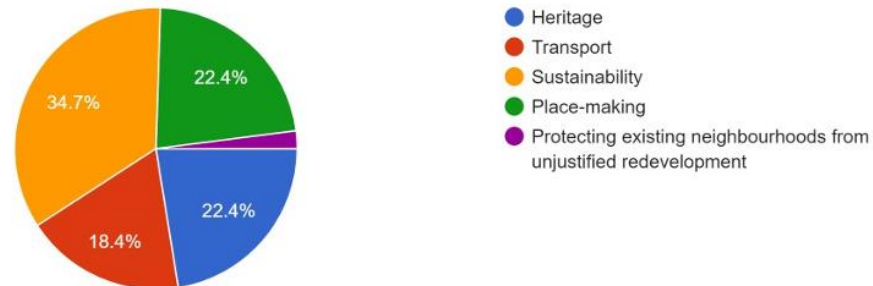 Heritage
Transport
Sustainability
Place-making
Protecting existing neighbourhoods from
unjustified redevelopment
22.4%
34.7%
22.4%
18.4%